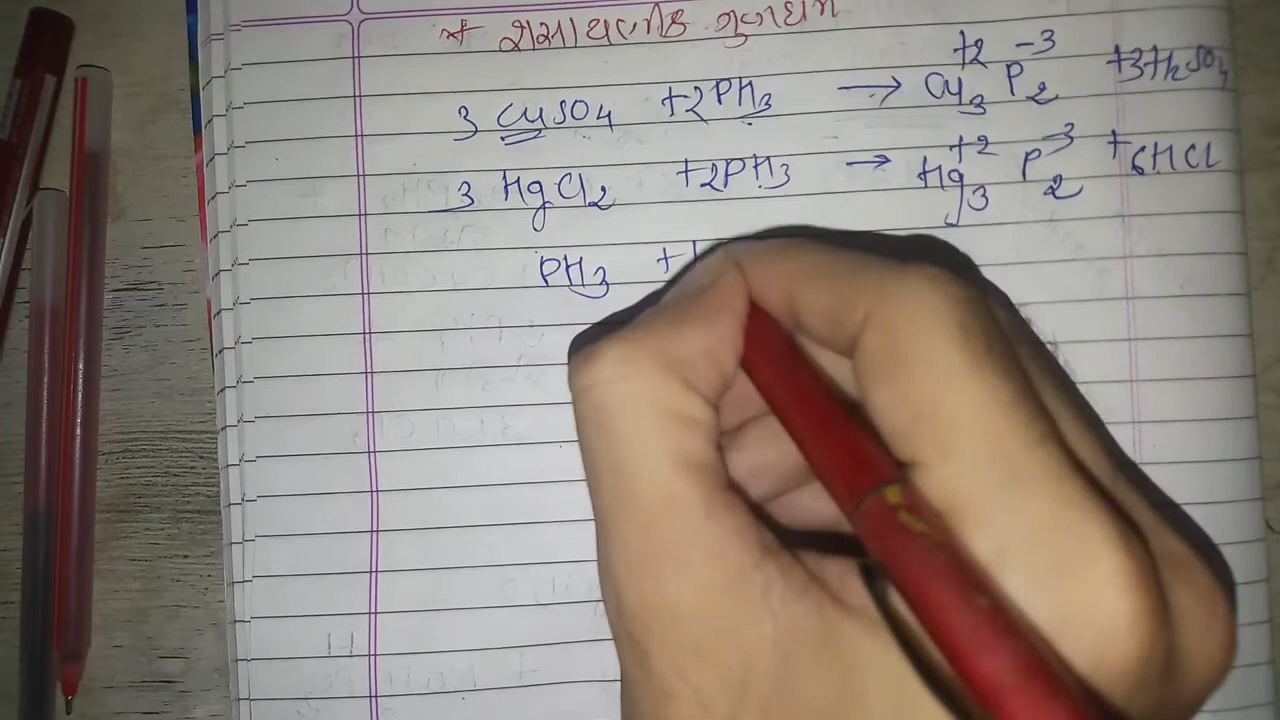 * રાસાયણીક ગુણધર્મ
3 CuSO4 +2PH3 → Cu3+2 P2-3 +3H2SO4
3 HgCl2 +2PH3 → Hg3+2 P2-3 +6HCl
PH3 +